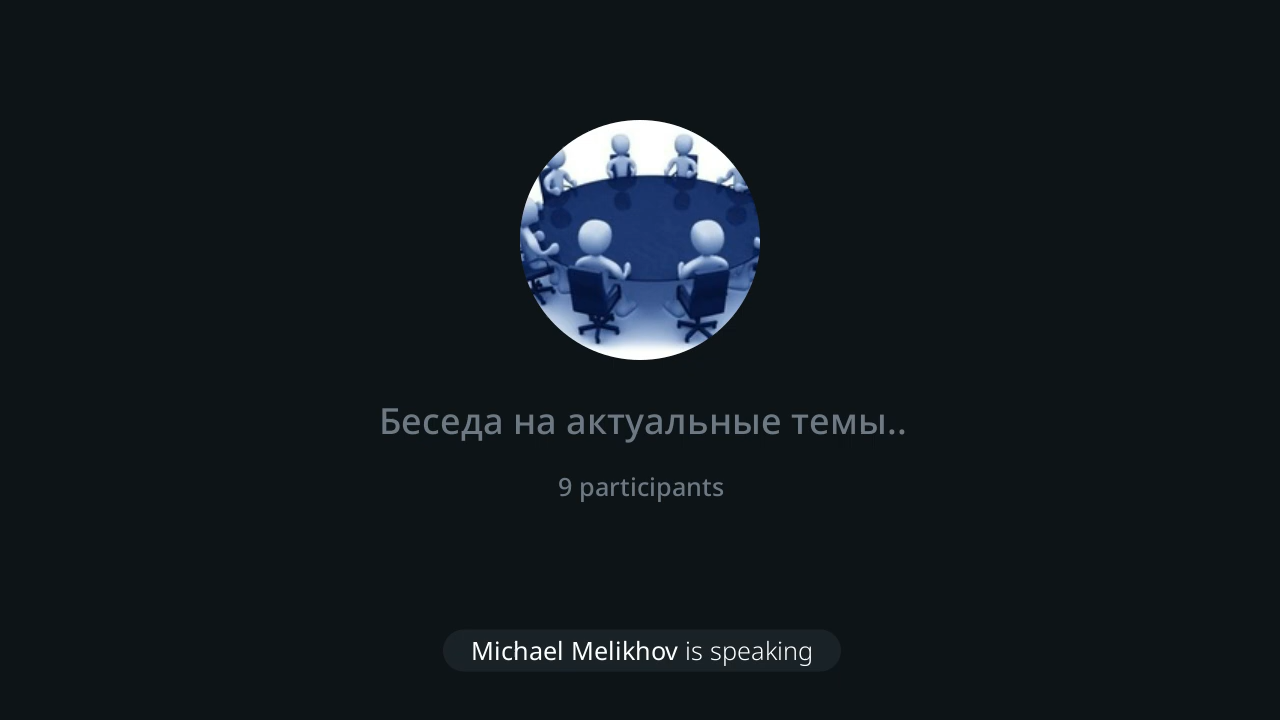 Беседа на актуальные темы..
9 participants
Michael Melikhov is speaking